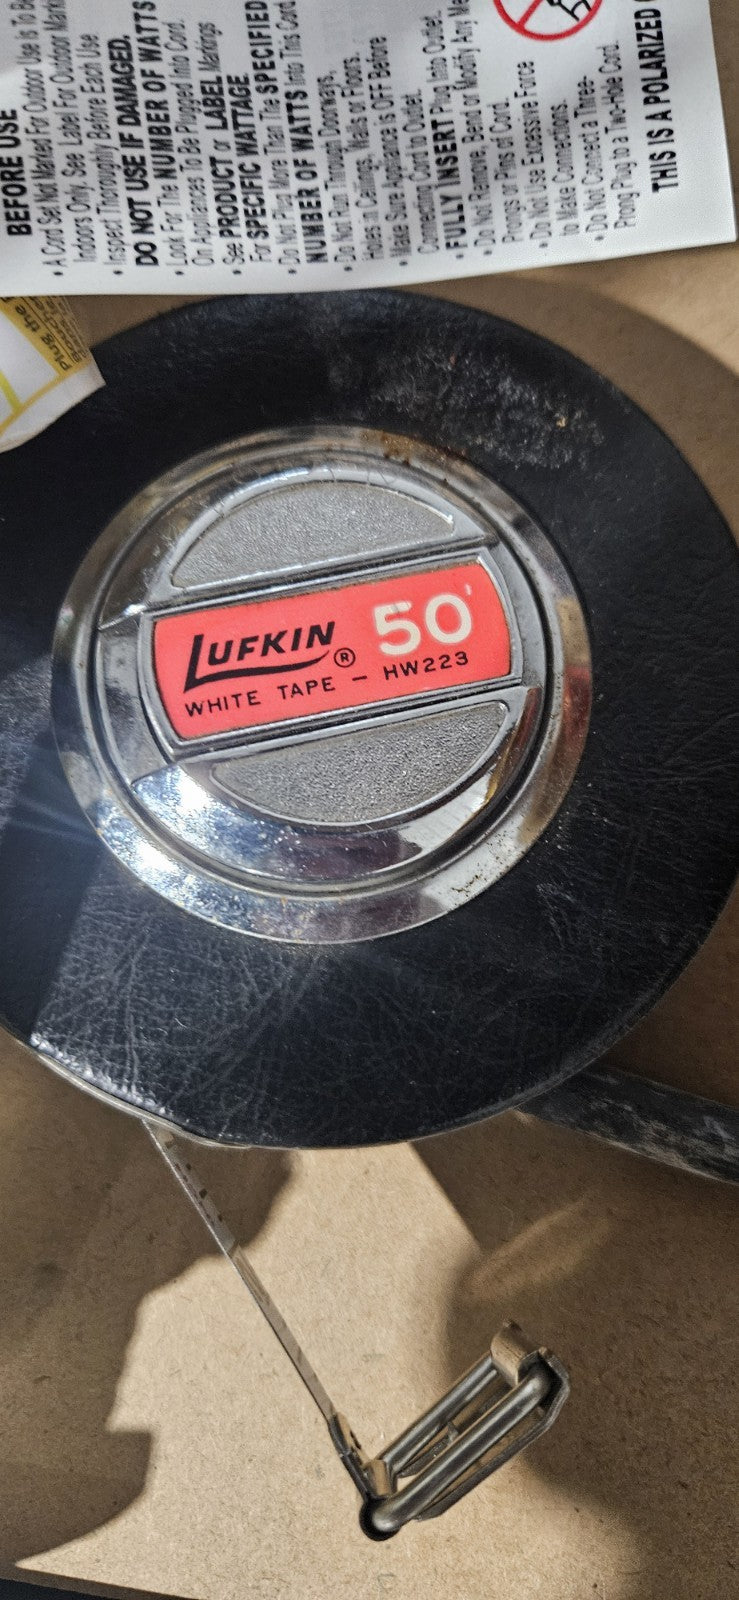 BEFORE USE
• A Cord Set Not Marked For Outdoor Use is To Be
Indoors Only. See Label For Outdoor
• Inspect Thoroughly Before Each Use
DO NOT USE IF DAMAGED.
• Look For The NUMBER OF WATTS
On Appliances To Be Plugged Into Cord.
• See PRODUCT or LABEL Markings
For SPECIFIC WATTAGE
• Do Not Plug More Than The SPECIFIED
NUMBER OF WATTS Into This Cord
• Do Not Run Through Doorways,
Holes in Ceilings, Walls or Floors.
• Make Sure Appliance is OFF Before
Connecting Cord to Outlet.
• FULLY INSERT Plug Into Outlet.
• Do Not Remove, Bend or Modify Any
Prongs or Pins of Cord.
• Do Not Use Excessive Force
to Make Connections.
• Do Not Connect a Three-
Prong Plug to a Two-Hole Cord.
THIS IS A POLARIZED
Plug the
LUFKIN ® 50'
WHITE TAPE – HW223